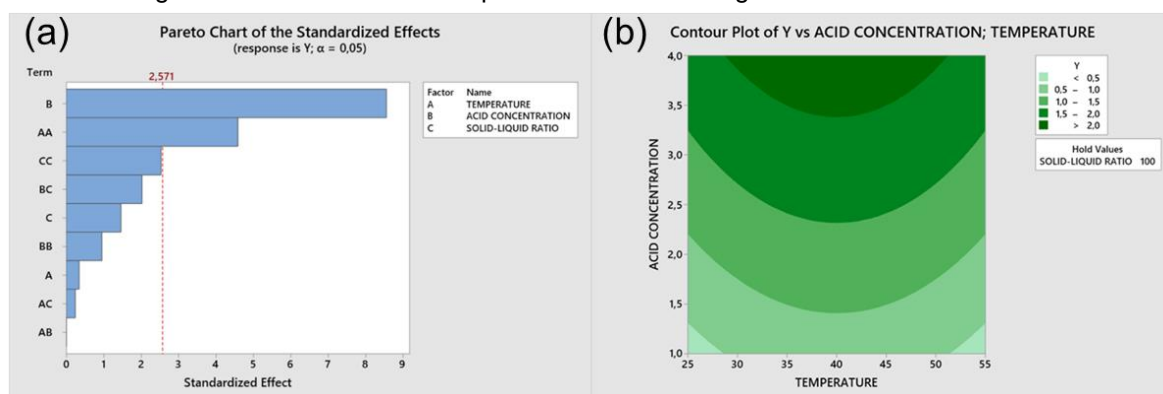 (a)
Pareto Chart of the Standardized Effects
(response is Y; α = 0,05)
Term
2,571
B
AA
CC
BC
C
BB
A
AC
AB
0 1 2 3 4 5 6 7 8 9
Standardized Effect
Factor Name
A TEMPERATURE
B ACID CONCENTRATION
C SOLID-LIQUID RATIO
(b)
Contour Plot of Y vs ACID CONCENTRATION; TEMPERATURE
4,0
3,5
3,0
2,5
2,0
1,5
1,0
ACID CONCENTRATION
25 30 35 40 45 50 55
TEMPERATURE
Y
< 0,5
0,5 – 1,0
1,0 – 1,5
1,5 – 2,0
> 2,0
Hold Values
SOLID-LIQUID RATIO 100